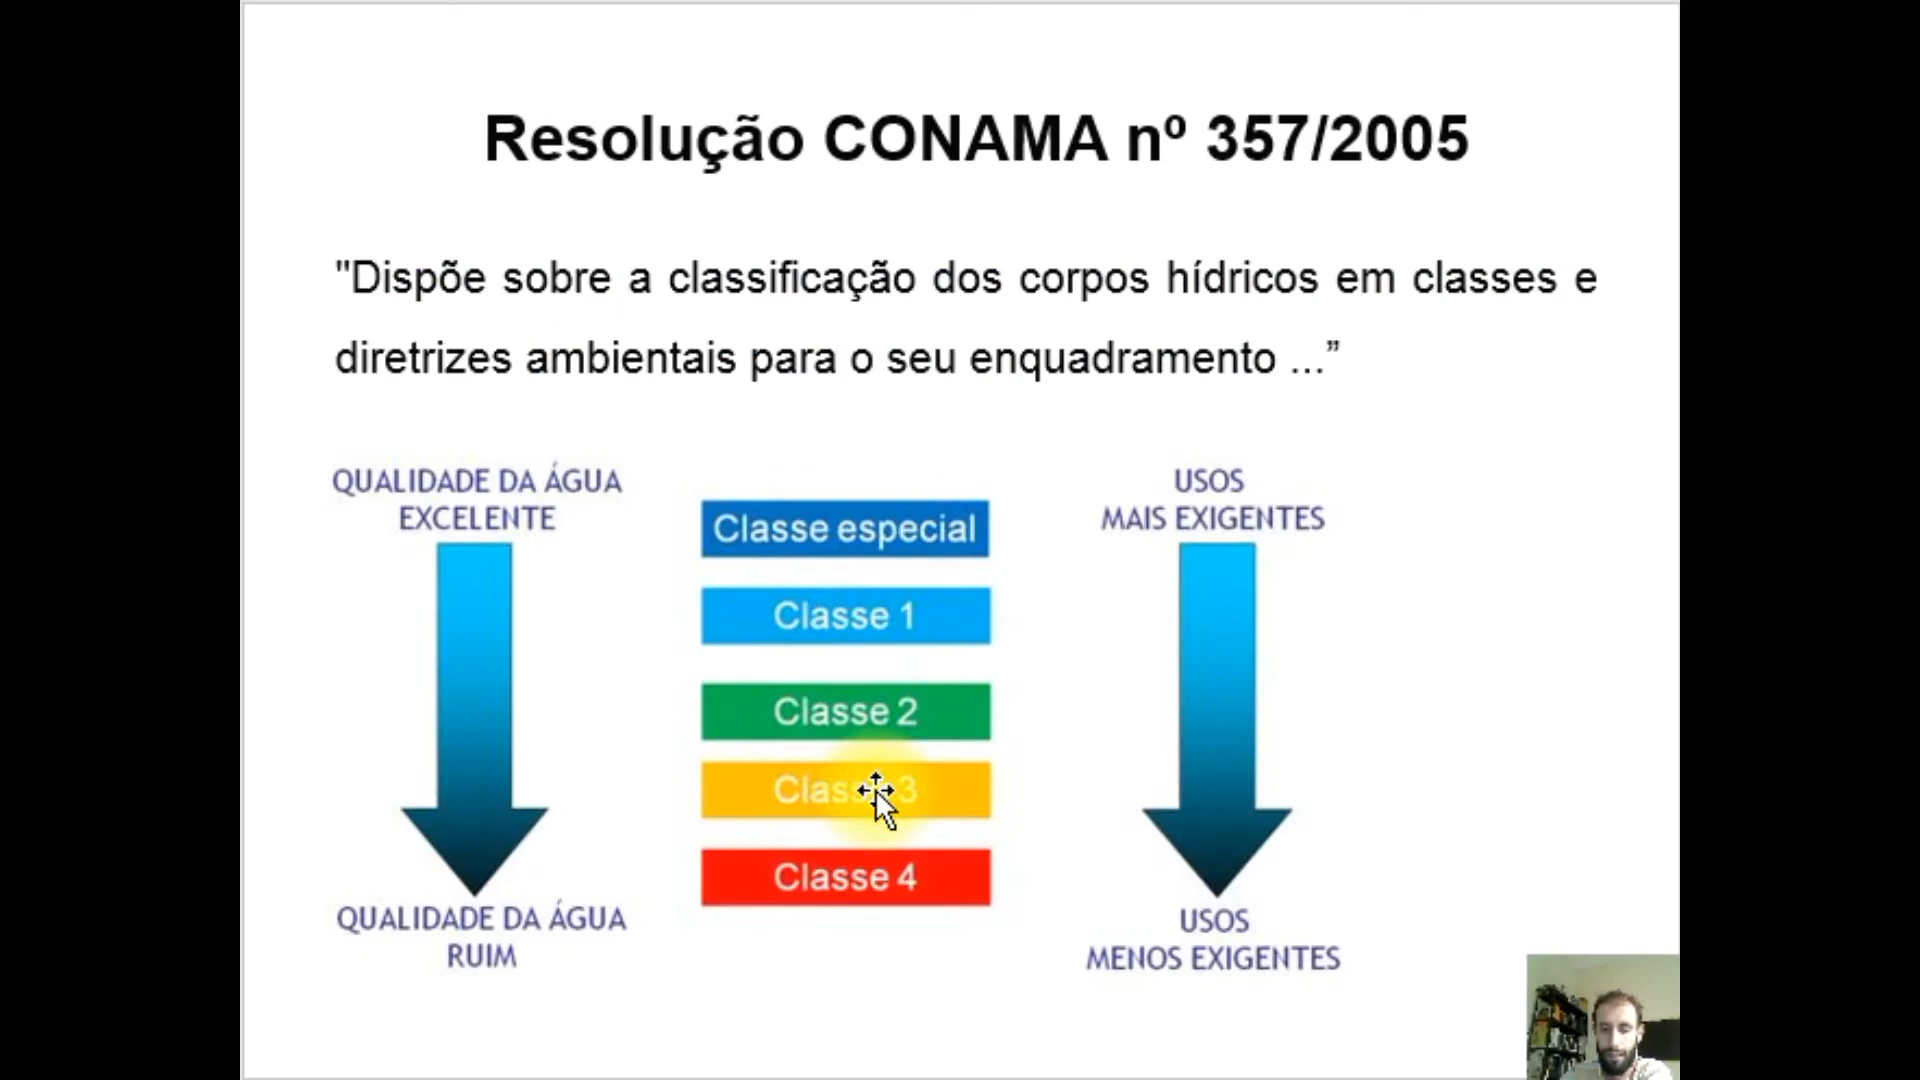 Resolução CONAMA nº 357/2005
"Dispõe sobre a classificação dos corpos hídricos em classes e
diretrizes ambientais para o seu enquadramento ...”
QUALIDADE DA ÁGUA
EXCELENTE
Classe especial
Classe 1
Classe 2
Classe 3
Classe 4
QUALIDADE DA ÁGUA
RUIM
USOS
MAIS EXIGENTES
USOS
MENOS EXIGENTES